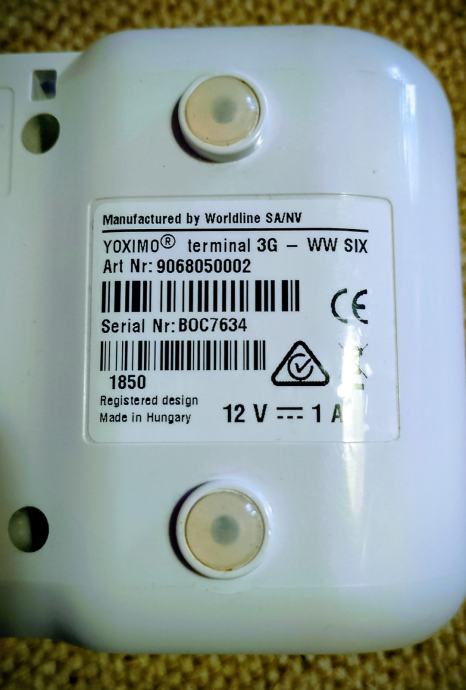 Manufactured by Worldline SA/NV
YOXIMO® terminal 3G – WW SIX
Art Nr: 9068050002
CE
Serial Nr: BOC7634
1850
Registered design
Made in Hungary
12 V ⎓ 1 A